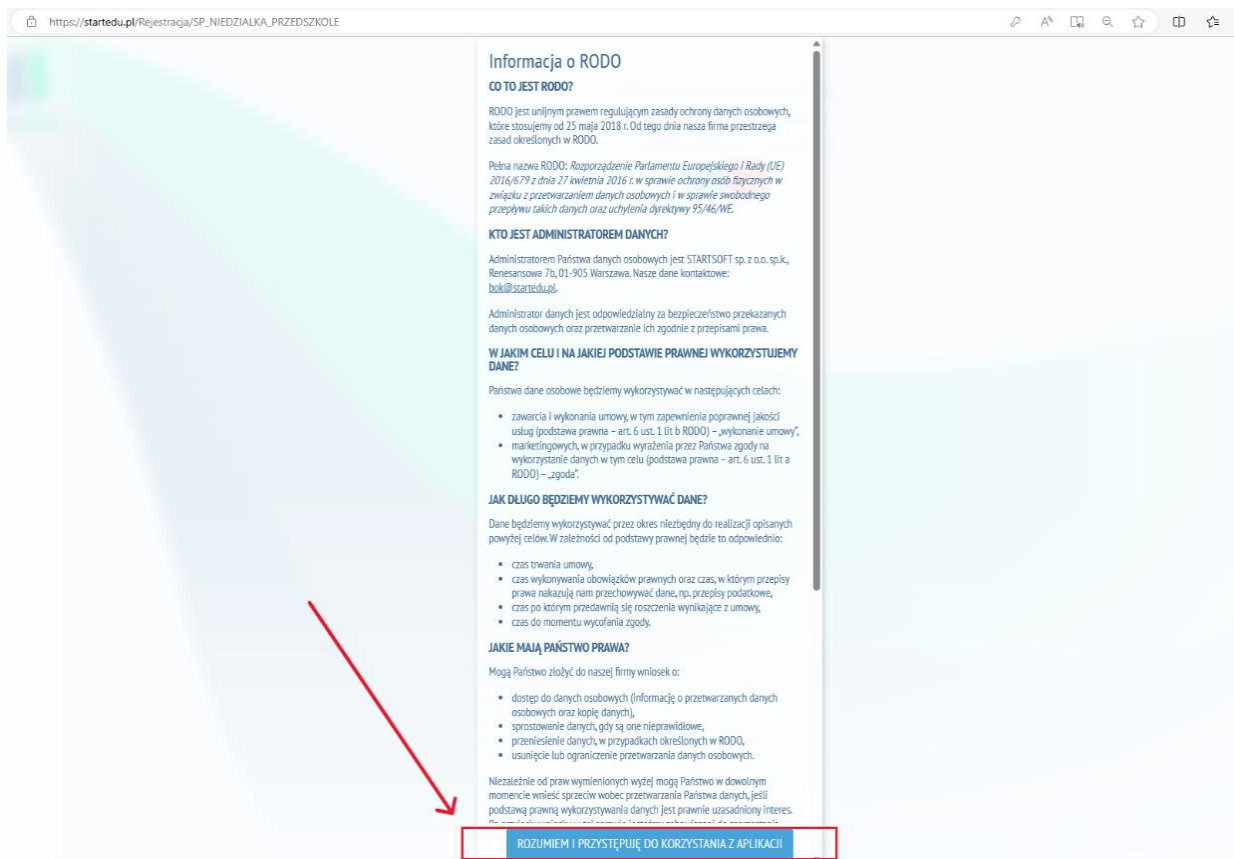 https://startedu.pl/Rejestracja/SP_NIEDZIALKA_PRZEDSZKOLE
Informacja o RODO
CO TO JEST RODO?
RODO jest unijnym prawem regulującym zasady ochrony danych osobowych,
które stosujemy od 25 maja 2018 r. Od tego dnia nasza firma przestrzega
zasad określonych w RODO.
Pełna nazwa RODO: Rozporządzenie Parlamentu Europejskiego i Rady (UE)
2016/679 z dnia 27 kwietnia 2016 r. w sprawie ochrony osób fizycznych w
związku z przetwarzaniem danych osobowych i w sprawie swobodnego
przepływu takich danych oraz uchylenia dyrektywy 95/46/WE.
KTO JEST ADMINISTRATOREM DANYCH?
Administratorem Państwa danych osobowych jest STARTSOFT sp. z o.o. sp.k.,
Renesansowa 7b, 01-905 Warszawa. Nasze dane kontaktowe:
bok@startedu.pl.
Administrator danych jest odpowiedzialny za bezpieczeństwo przekazanych
danych osobowych oraz przetwarzanie ich zgodnie z przepisami prawa.
W JAKIM CELU I NA JAKIEJ PODSTAWIE PRAWNEJ WYKORZYSTUJEMY
DANE?
Państwa dane osobowe będziemy wykorzystywać w następujących celach:
• zawarcia i wykonania umowy, w tym zapewnienia poprawnej jakości
usług (podstawa prawna – art. 6 ust. 1 lit b RODO) – „wykonanie umowy”,
• marketingowych, w przypadku wyrażenia przez Państwa zgody na
wykorzystanie danych w tym celu (podstawa prawna – art. 6 ust. 1 lit a
RODO) – „zgoda”.
JAK DŁUGO BĘDZIEMY WYKORZYSTYWAĆ DANE?
Dane będziemy wykorzystywać przez okres niezbędny do realizacji opisanych
powyżej celów. W zależności od podstawy prawnej będzie to odpowiednio:
• czas trwania umowy,
• czas wykonywania obowiązków prawnych oraz czas, w którym przepisy
prawa nakazują nam przechowywać dane, np. przepisy podatkowe,
• czas po którym przedawnią się roszczenia wynikające z umowy,
• czas do momentu wycofania zgody.
JAKIE MAJĄ PAŃSTWO PRAWA?
Mogą Państwo złożyć do naszej firmy wniosek o:
• dostęp do danych osobowych (informację o przetwarzanych danych
osobowych oraz kopię danych),
• sprostowanie danych, gdy są one nieprawidłowe,
• przeniesienie danych, w przypadkach określonych w RODO,
• usunięcie lub ograniczenie przetwarzania danych osobowych.
Niezależnie od praw wymienionych wyżej mogą Państwo w dowolnym
momencie wnieść sprzeciw wobec przetwarzania Państwa danych, jeśli
podstawą prawną wykorzystywania danych jest prawnie uzasadniony interes.
ROZUMIEM I PRZYSTĘPUJĘ DO KORZYSTANIA Z APLIKACJI